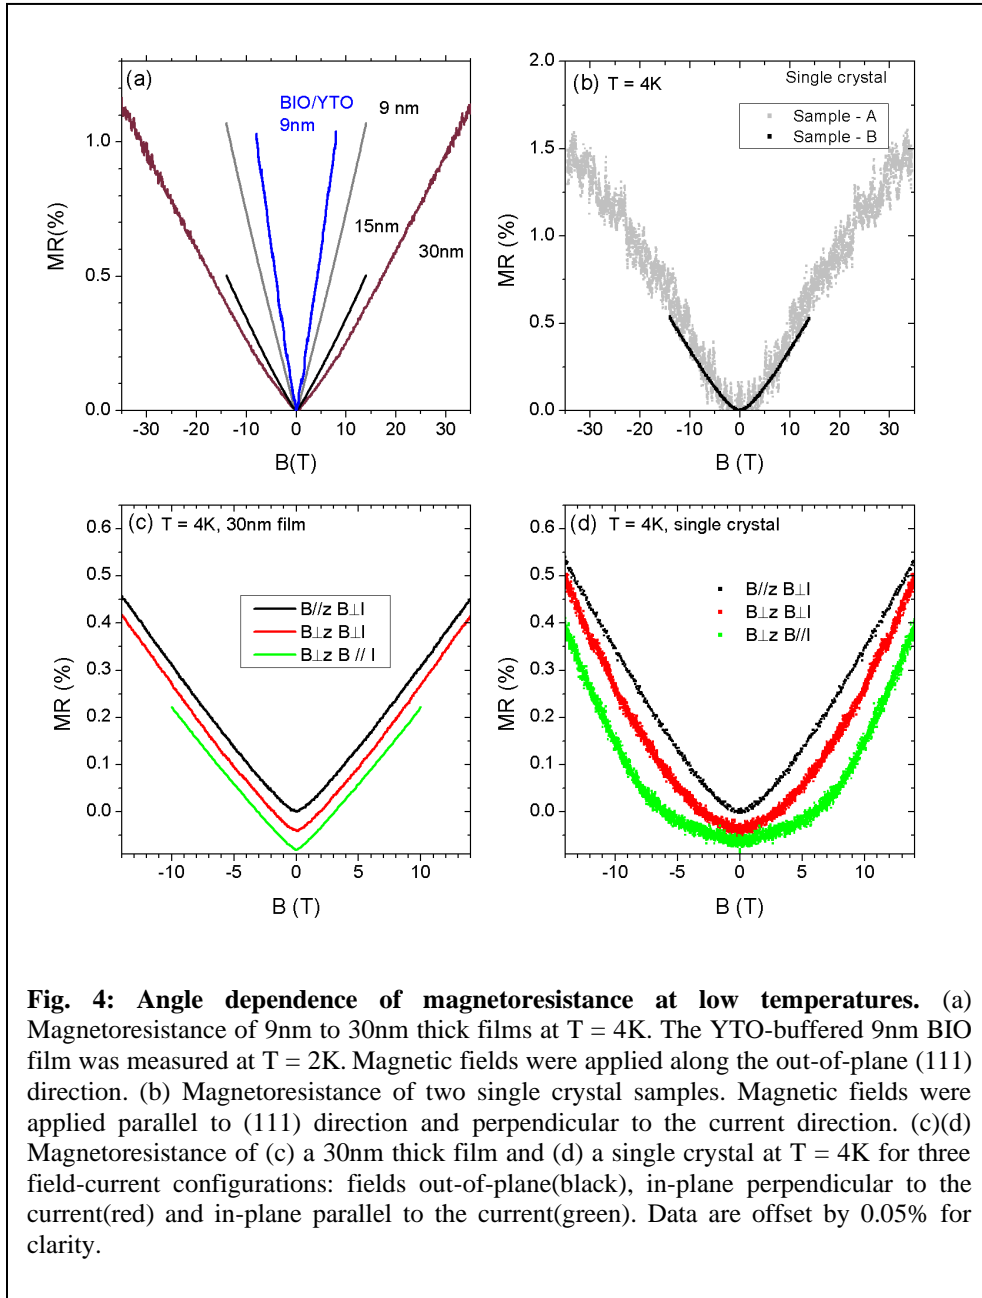 (a)
BIO/YTO
9nm
9 nm
15nm
30nm
MR(%)
1.0
0.5
0.0
-30 -20 -10 0 10 20 30
B(T)
(b) T = 4K Single crystal
Sample - A
Sample - B
MR (%)
2.0
1.5
1.0
0.5
0.0
-30 -20 -10 0 10 20 30
B (T)
(c) T = 4K, 30nm film
B//z B⊥I
B⊥z B⊥I
B⊥z B // I
MR (%)
0.6
0.5
0.4
0.3
0.2
0.1
0.0
-10 -5 0 5 10
B (T)
(d) T = 4K, single crystal
B//z B⊥I
B⊥z B⊥I
B⊥z B//I
MR (%)
0.6
0.5
0.4
0.3
0.2
0.1
0.0
-10 -5 0 5 10
B (T)
Fig. 4: Angle dependence of magnetoresistance at low temperatures. (a)
Magnetoresistance of 9nm to 30nm thick films at T = 4K. The YTO-buffered 9nm BIO
film was measured at T = 2K. Magnetic fields were applied along the out-of-plane (111)
direction. (b) Magnetoresistance of two single crystal samples. Magnetic fields were
applied parallel to (111) direction and perpendicular to the current direction. (c)(d)
Magnetoresistance of (c) a 30nm thick film and (d) a single crystal at T = 4K for three
field-current configurations: fields out-of-plane(black), in-plane perpendicular to the
current(red) and in-plane parallel to the current(green). Data are offset by 0.05% for
clarity.